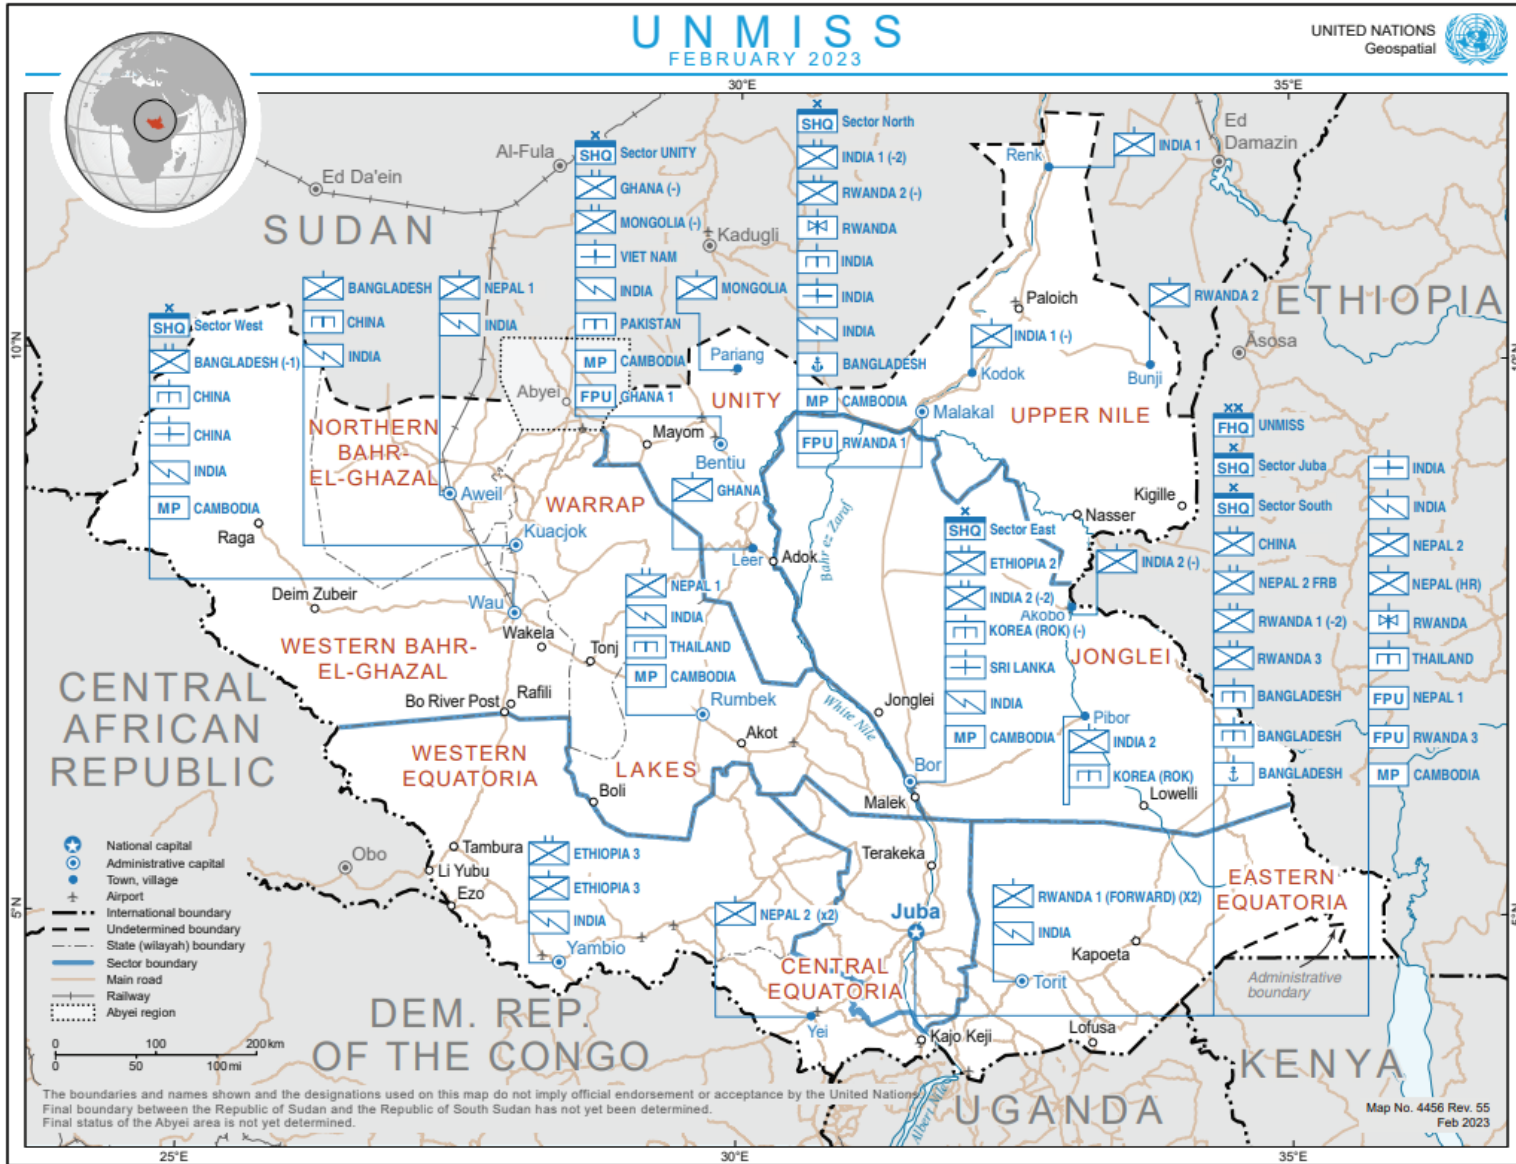 UNMISS
FEBRUARY 2023
UNITED NATIONS
Geospatial
30°E
35°E
10°N
5°N
5°N
25°E
30°E
35°E
SUDAN
ETHIOPIA
CENTRAL
AFRICAN
REPUBLIC
DEM. REP.
OF THE CONGO
UGANDA
KENYA
Ed Da'ein
Al-Fula
Kadugli
Ed
Damazin
Āsosa
Obo
Abyei
SHQ Sector West
BANGLADESH (-1)
CHINA
CHINA
INDIA
MP CAMBODIA
BANGLADESH
CHINA
INDIA
NEPAL 1
INDIA
SHQ Sector UNITY
GHANA (-)
MONGOLIA (-)
VIET NAM
INDIA
PAKISTAN
MP CAMBODIA
FPU GHANA 1
MONGOLIA
SHQ Sector North
INDIA 1 (-2)
RWANDA 2 (-)
RWANDA
INDIA
INDIA
INDIA
BANGLADESH
MP CAMBODIA
FPU RWANDA 1
INDIA 1
RWANDA 2
INDIA 1 (-)
GHANA
NEPAL 1
INDIA
THAILAND
MP CAMBODIA
SHQ Sector East
ETHIOPIA 2
INDIA 2 (-2)
KOREA (ROK) (-)
SRI LANKA
INDIA
MP CAMBODIA
INDIA 2 (-)
INDIA 2
KOREA (ROK)
FHQ UNMISS
SHQ Sector Juba
SHQ Sector South
CHINA
NEPAL 2 FRB
RWANDA 1 (-2)
RWANDA 3
BANGLADESH
BANGLADESH
BANGLADESH
INDIA
INDIA
NEPAL 2
NEPAL (HR)
RWANDA
THAILAND
FPU NEPAL 1
FPU RWANDA 3
MP CAMBODIA
ETHIOPIA 3
ETHIOPIA 3
INDIA
NEPAL 2 (x2)
RWANDA 1 (FORWARD) (X2)
INDIA
NORTHERN
BAHR-
EL-GHAZAL
WARRAP
UNITY
UPPER NILE
WESTERN BAHR-
EL-GHAZAL
WESTERN
EQUATORIA
LAKES
JONGLEI
CENTRAL
EQUATORIA
EASTERN
EQUATORIA
Renk
Paloich
Kodok
Bunji
Malakal
Pariang
Mayom
Bentiu
Aweil
Kuacjok
Raga
Deim Zubeir
Wau
Wakela
Tonj
Rafili
Bo River Post
Leer
Adok
Bahr ez Zaraf
Kigille
Nasser
Akobo
Rumbek
Akot
White Nile
Jonglei
Pibor
Bor
Malek
Lowelli
Boli
Tambura
Li Yubu
Ezo
Yambio
Terakeka
Juba
Torit
Kapoeta
Yei
Kajo Keji
Lofusa
Albert Nile
Administrative
boundary
National capital
Administrative capital
Town, village
Airport
International boundary
Undetermined boundary
State (wilayah) boundary
Sector boundary
Main road
Railway
Abyei region
0 100 200 km
0 50 100 mi
The boundaries and names shown and the designations used on this map do not imply official endorsement or acceptance by the United Nations.
Final boundary between the Republic of Sudan and the Republic of South Sudan has not yet been determined.
Final status of the Abyei area is not yet determined.
Map No. 4456 Rev. 55
Feb 2023